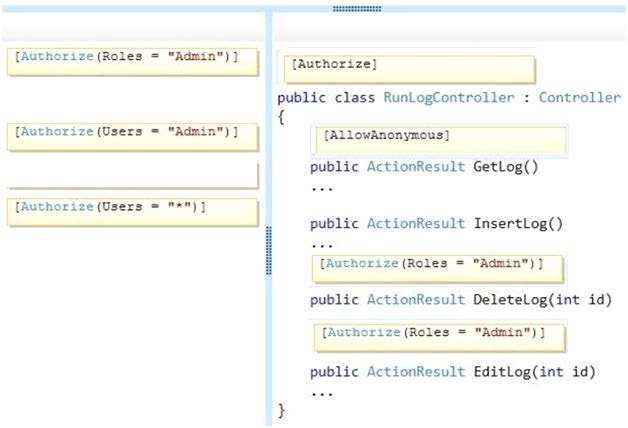 [Authorize(Roles = "Admin")]
[Authorize(Users = "Admin")]
[Authorize(Users = "*")]
[Authorize]
public class RunLogController : Controller
{
[AllowAnonymous]
public ActionResult GetLog()
...
public ActionResult InsertLog()
...
[Authorize(Roles = "Admin")]
public ActionResult DeleteLog(int id)
[Authorize(Roles = "Admin")]
public ActionResult EditLog(int id)
...
}